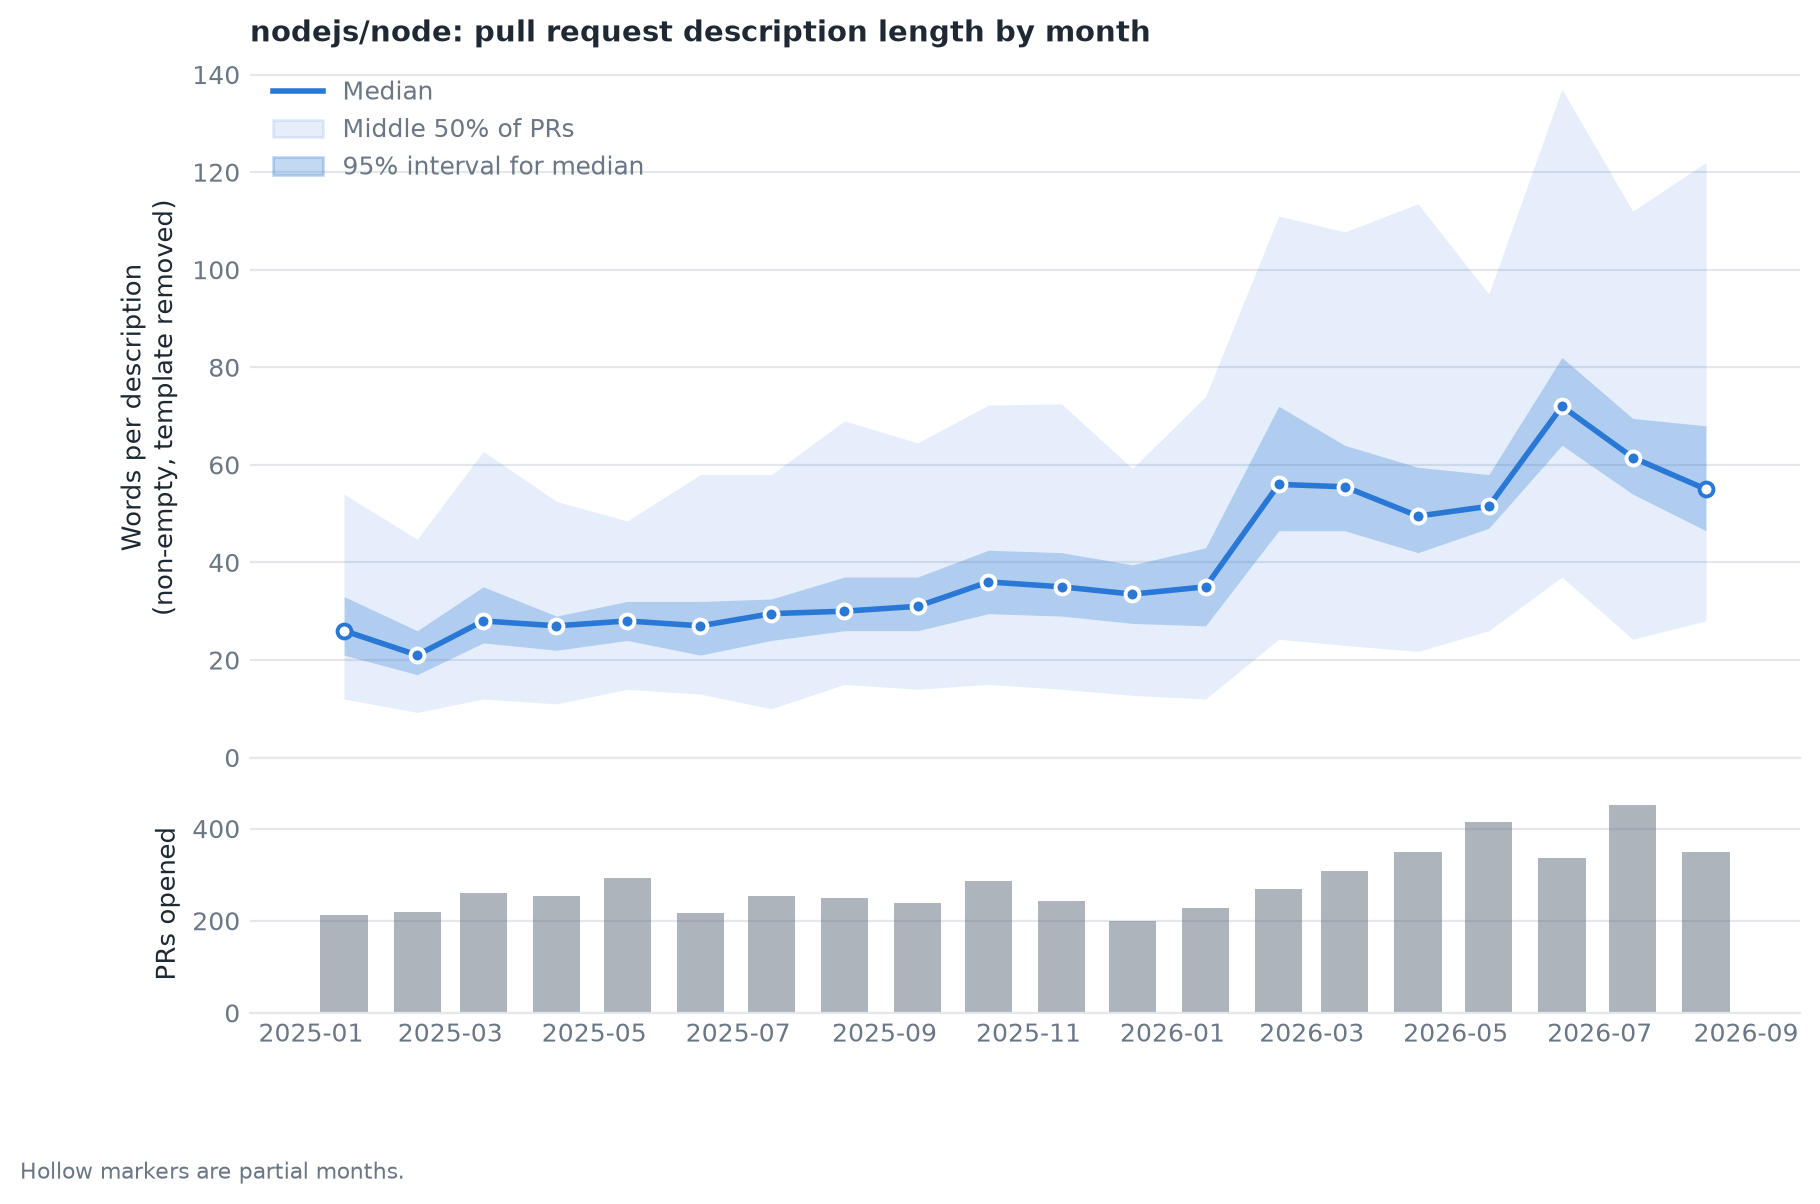 nodejs/node: pull request description length by month
Median
Middle 50% of PRs
95% interval for median
Words per description
(non-empty, template removed)
140
120
100
80
60
40
20
0
PRs opened
400
200
0
2025-01 2025-03 2025-05 2025-07 2025-09 2025-11 2026-01 2026-03 2026-05 2026-07 2026-09
Hollow markers are partial months.